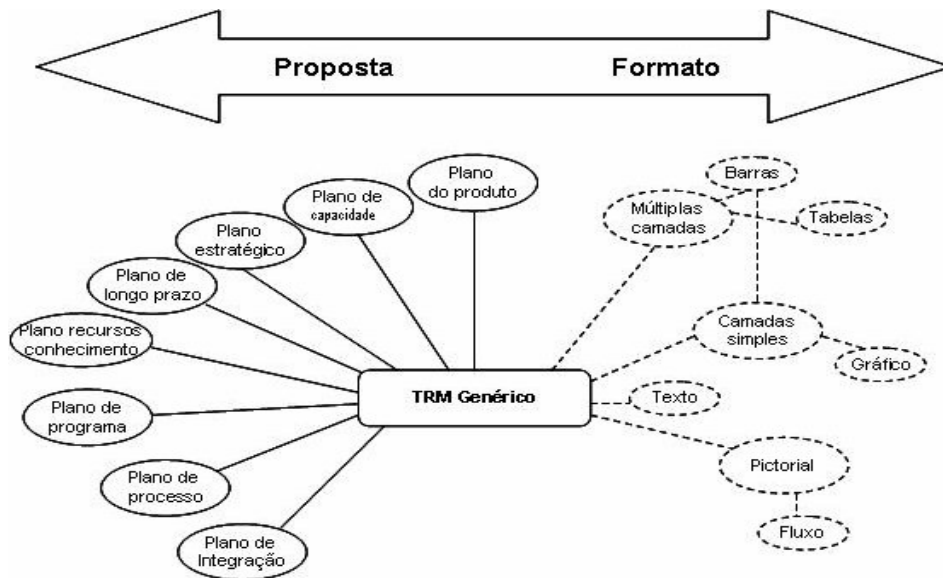 Proposta Formato
Plano
do produto
Plano de
capacidade
Plano
estratégico
Plano de
longo prazo
Plano recursos
conhecimento
Plano de
programa
Plano de
processo
Plano de
Integração
TRM Genérico
Barras
Múltiplas
camadas
Tabelas
Camadas
simples
Gráfico
Texto
Pictorial
Fluxo